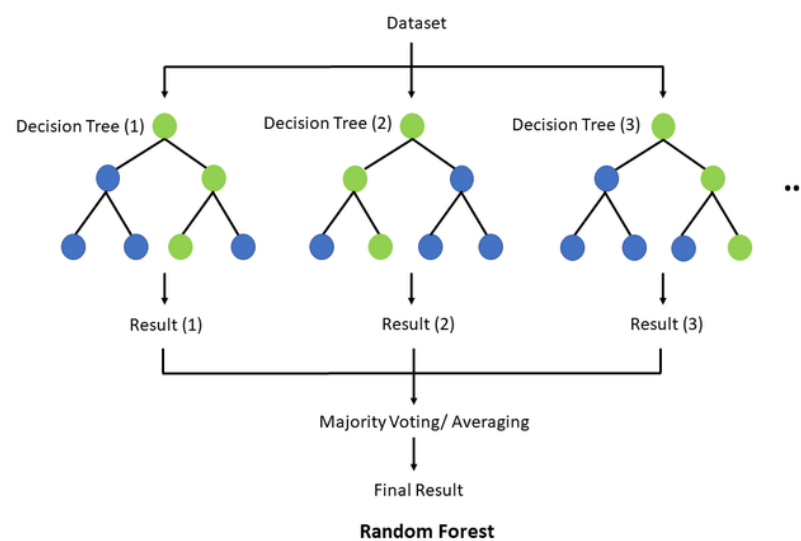 Dataset
Decision Tree (1)
Decision Tree (2)
Decision Tree (3)
..
Result (1)
Result (2)
Result (3)
Majority Voting/ Averaging
Final Result
Random Forest